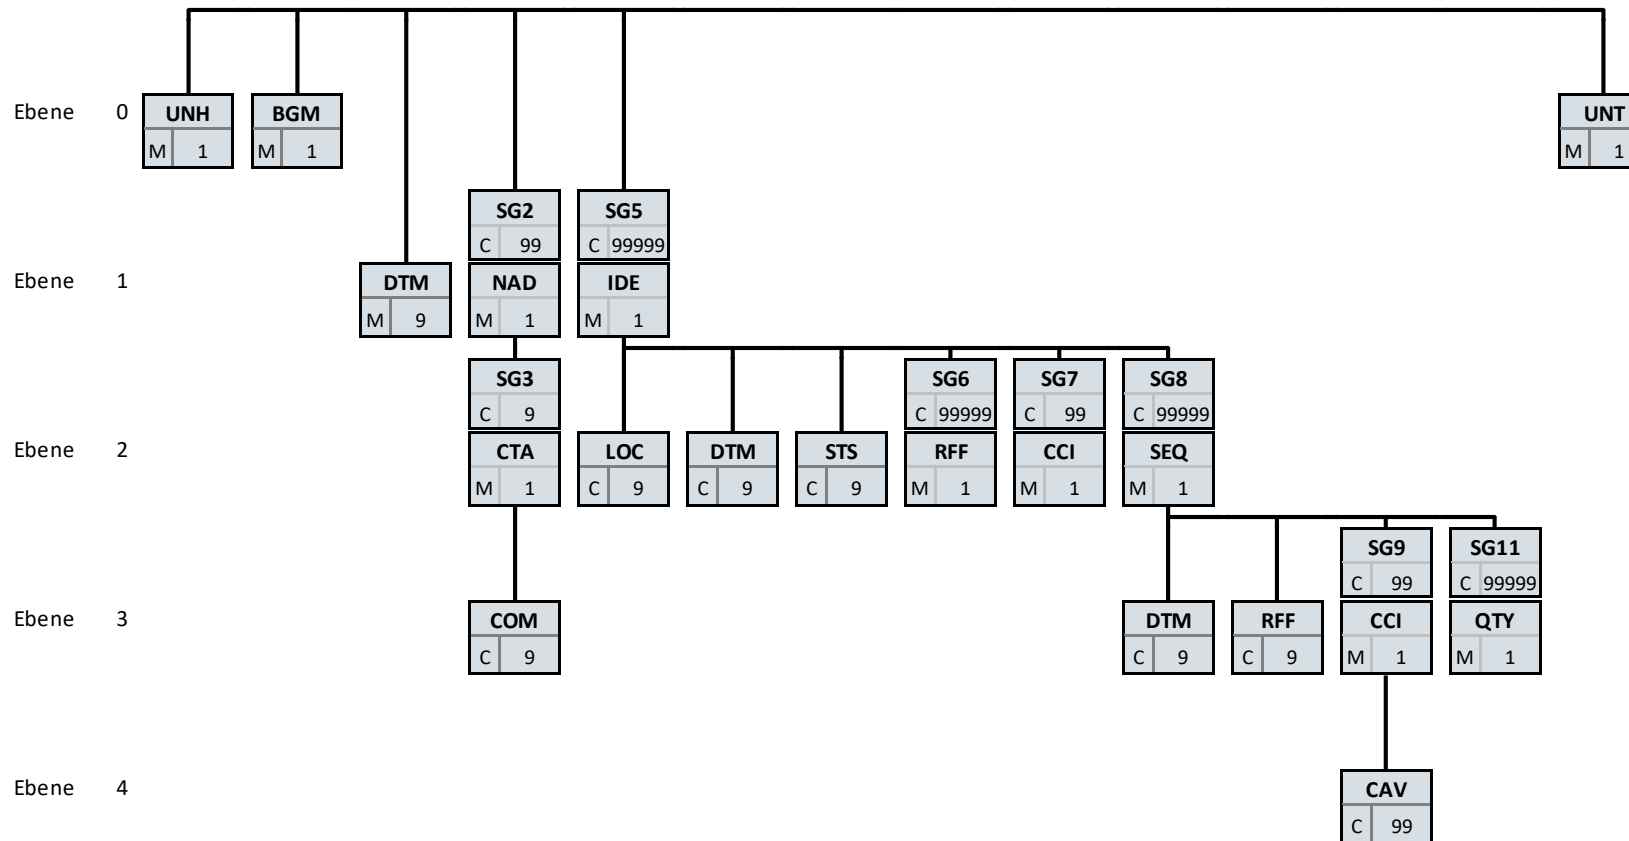 Ebene 0 UNH BGM UNT
M 1 M 1 M 1
SG2 SG5
C 99 C 99999
Ebene 1 DTM NAD IDE
M 9 M 1 M 1
SG3 SG6 SG7 SG8
C 9 C 99999 C 99 C 99999
Ebene 2 CTA LOC DTM STS RFF CCI SEQ
M 1 C 9 C 9 C 9 M 1 M 1 M 1
SG9 SG11
C 99 C 99999
Ebene 3 COM DTM RFF CCI QTY
C 9 C 9 C 9 M 1 M 1
Ebene 4 CAV
C 99